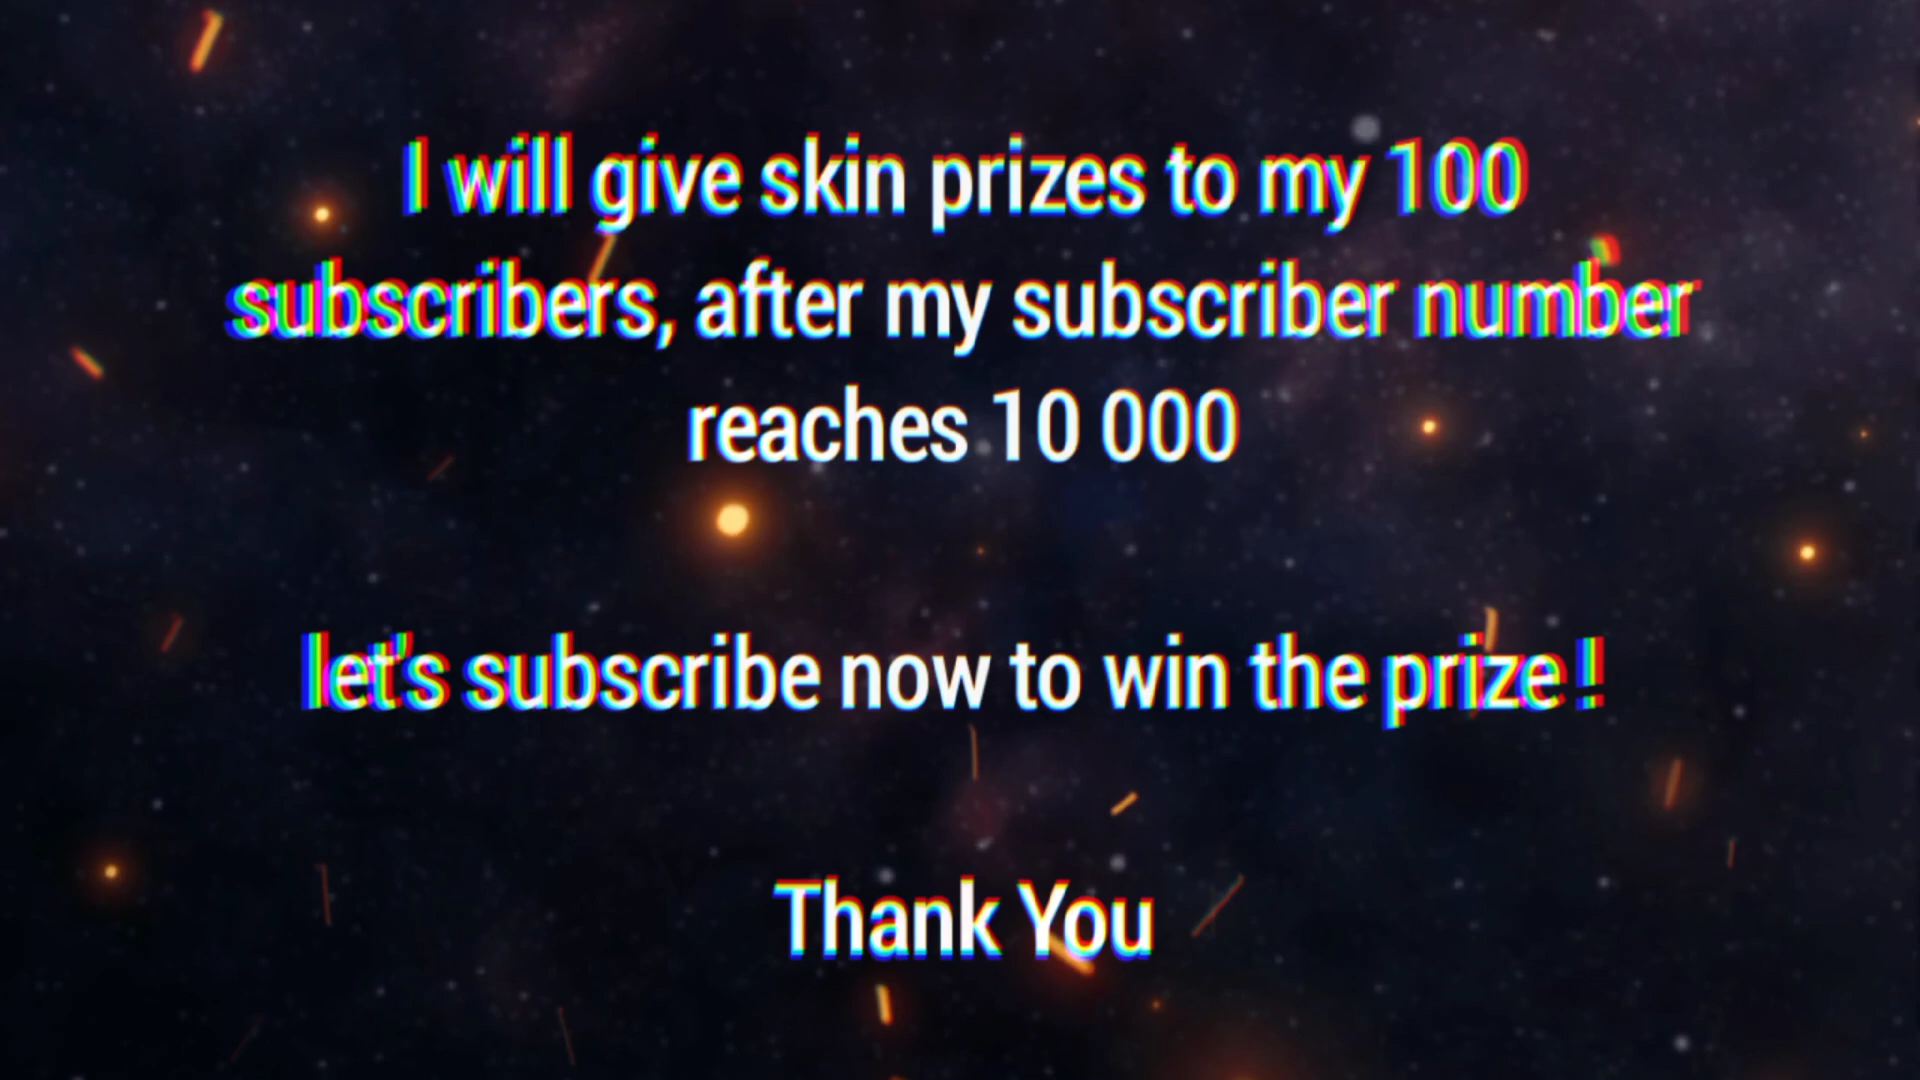 I will give skin prizes to my 100
subscribers, after my subscriber number
reaches 10 000
let's subscribe now to win the prize !
Thank You